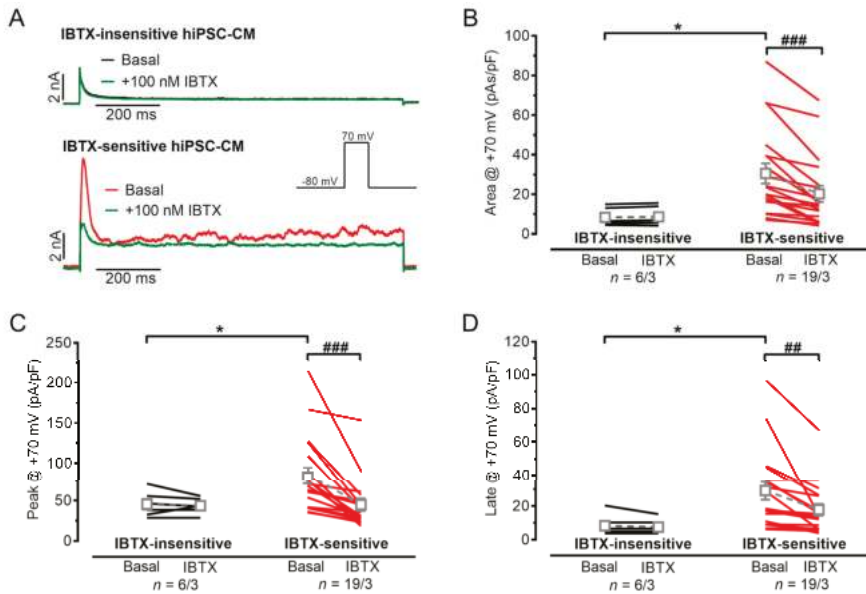 A
IBTX-insensitive hiPSC-CM
Basal
+100 nM IBTX
2 nA
200 ms
IBTX-sensitive hiPSC-CM
70 mV
-80 mV
Basal
+100 nM IBTX
2 nA
200 ms
B
*
###
Area @ +70 mV (pAs/pF)
100
80
60
40
20
0
IBTX-insensitive IBTX-sensitive
Basal IBTX Basal IBTX
n = 6/3 n = 19/3
C
*
###
Peak @ +70 mV (pA/pF)
250
200
150
100
50
0
IBTX-insensitive IBTX-sensitive
Basal IBTX Basal IBTX
n = 6/3 n = 19/3
D
*
##
Late @ +70 mV (pA/pF)
120
100
80
60
40
20
0
IBTX-insensitive IBTX-sensitive
Basal IBTX Basal IBTX
n = 6/3 n = 19/3